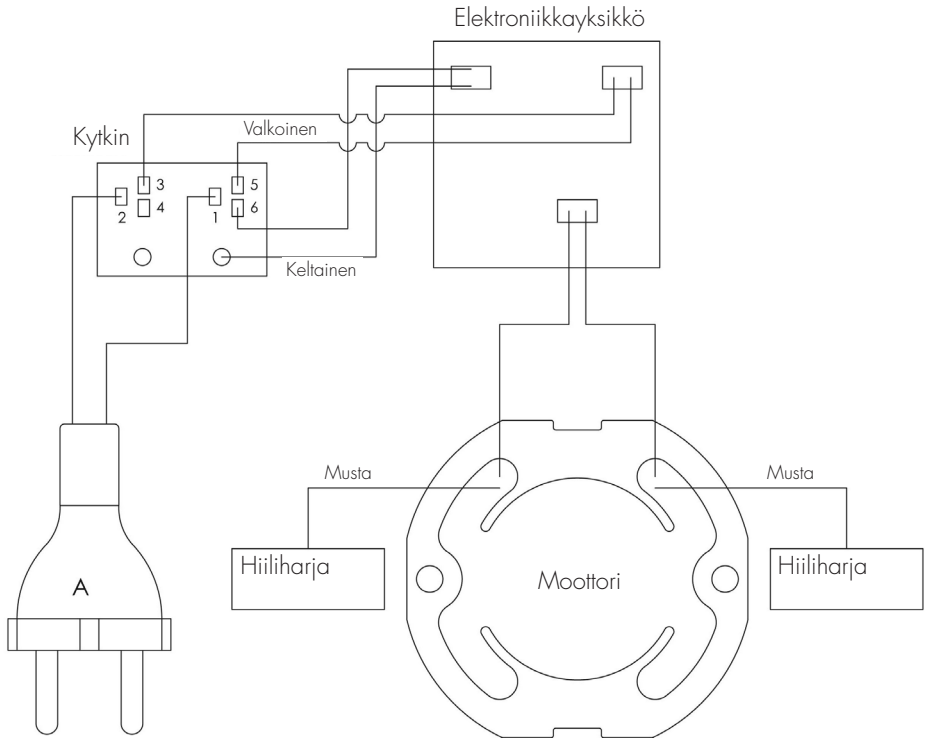 Elektroniikkayksikkö
Kytkin
Valkoinen
3
5
2
4
1
6
Keltainen
Musta
Musta
Hiiliharja
Moottori
Hiiliharja
A